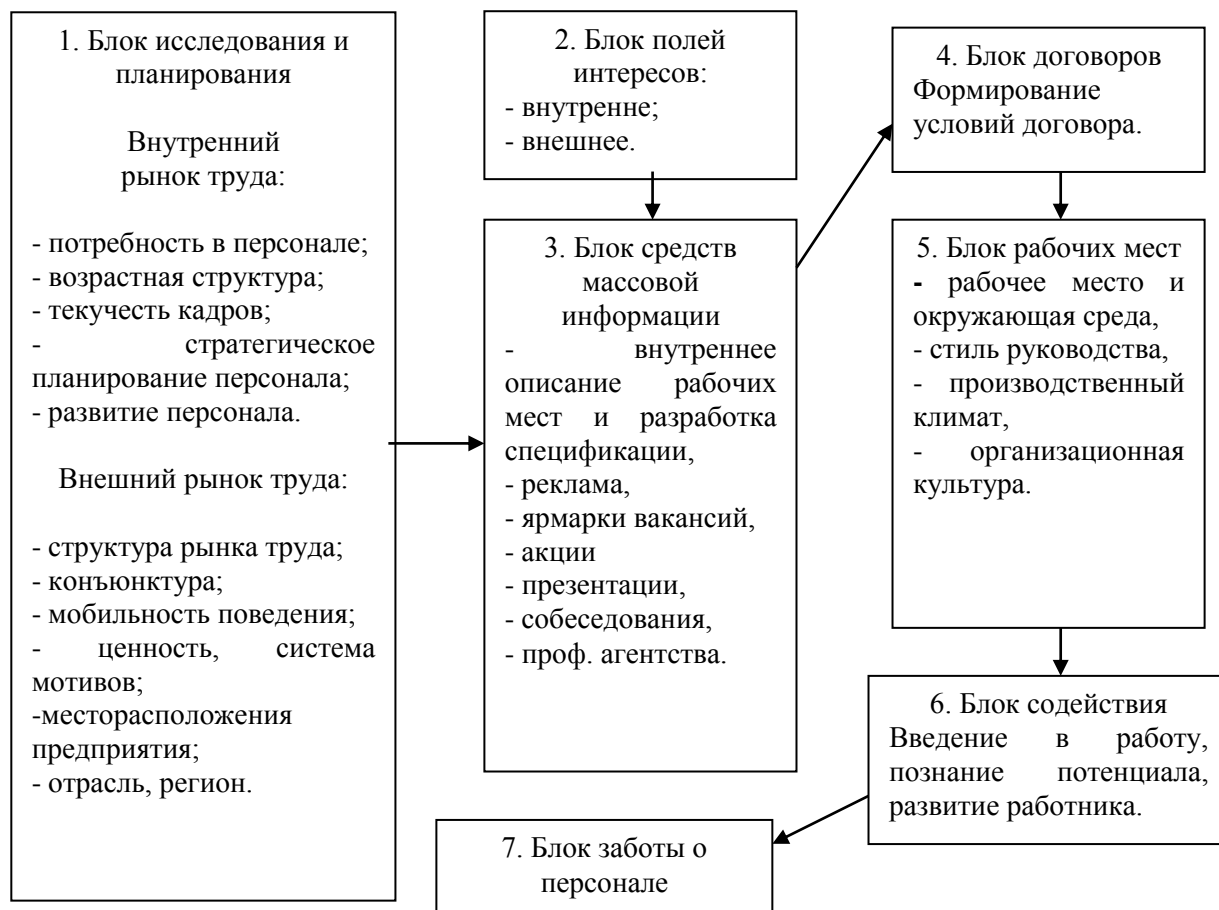 1. Блок исследования и
планирования
Внутренний
рынок труда:
- потребность в персонале;
- возрастная структура;
- текучесть кадров;
- стратегическое
планирование персонала;
- развитие персонала.
Внешний рынок труда:
- структура рынка труда;
- конъюнктура;
- мобильность поведения;
- ценность, система
мотивов;
-месторасположения
предприятия;
- отрасль, регион.
2. Блок полей
интересов:
- внутренне;
- внешнее.
3. Блок средств
массовой
информации
- внутреннее
описание рабочих
мест и разработка
спецификации,
- реклама,
- ярмарки вакансий,
- акции
- презентации,
- собеседования,
- проф. агентства.
4. Блок договоров
Формирование
условий договора.
5. Блок рабочих мест
- рабочее место и
окружающая среда,
- стиль руководства,
- производственный
климат,
- организационная
культура.
6. Блок содействия
Введение в работу,
познание потенциала,
развитие работника.
7. Блок заботы о
персонале